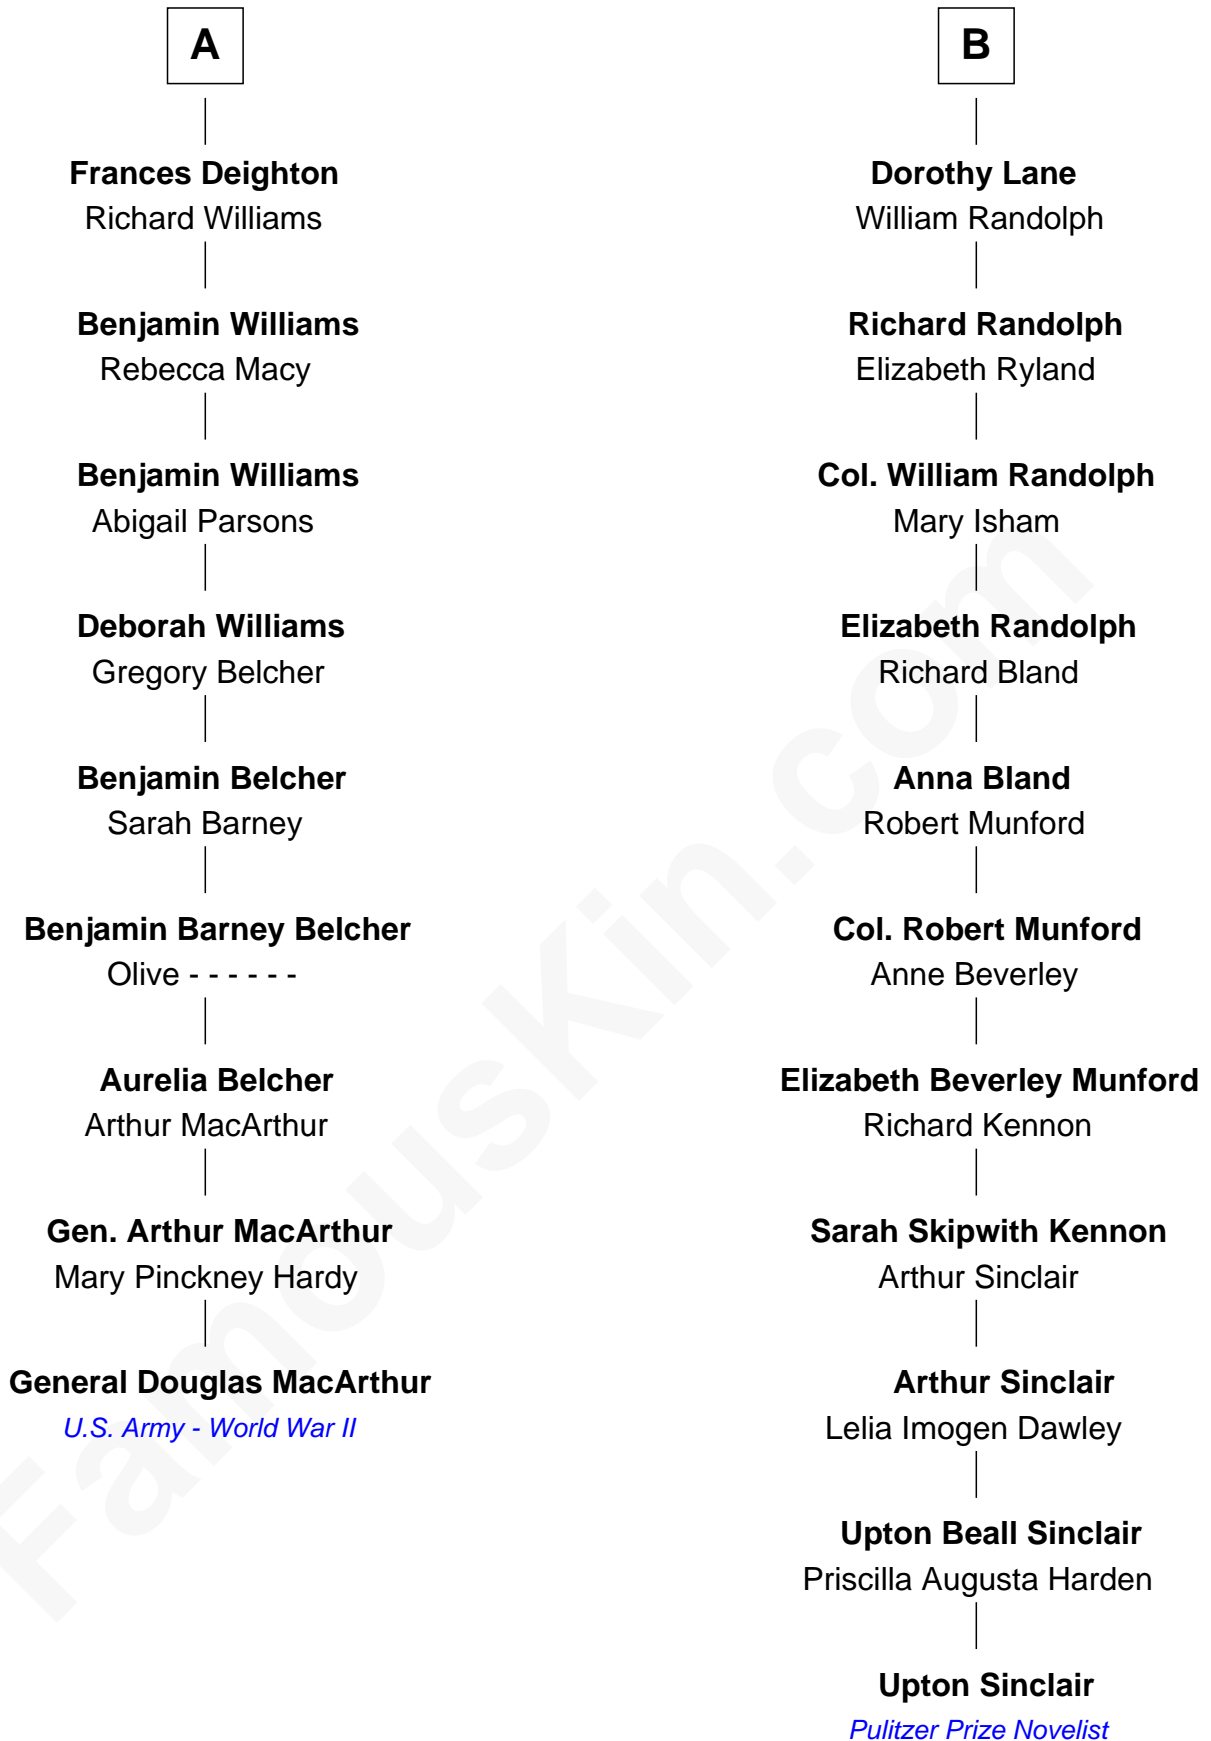 A
Frances Deighton
Richard Williams
Benjamin Williams
Rebecca Macy
Benjamin Williams
Abigail Parsons
Deborah Williams
Gregory Belcher
Benjamin Belcher
Sarah Barney
Benjamin Barney Belcher
Olive - - - - - -
Aurelia Belcher
Arthur MacArthur
Gen. Arthur MacArthur
Mary Pinckney Hardy
General Douglas MacArthur
U.S. Army - World War II
B
Dorothy Lane
William Randolph
Richard Randolph
Elizabeth Ryland
Col. William Randolph
Mary Isham
Elizabeth Randolph
Richard Bland
Anna Bland
Robert Munford
Col. Robert Munford
Anne Beverley
Elizabeth Beverley Munford
Richard Kennon
Sarah Skipwith Kennon
Arthur Sinclair
Arthur Sinclair
Lelia Imogen Dawley
Upton Beall Sinclair
Priscilla Augusta Harden
Upton Sinclair
Pulitzer Prize Novelist
FamousKin.com